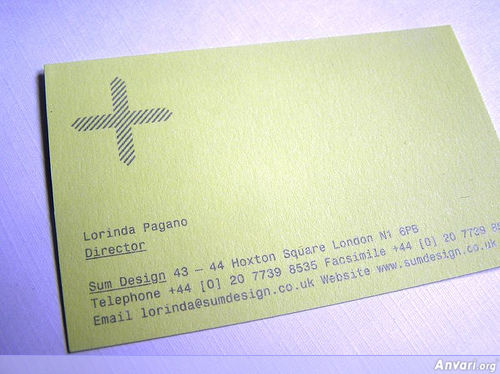 Lorinda Pagano
Director
Sum Design 43 – 44 Hoxton Square London N1 6PB
Telephone +44 [0] 20 7739 8535 Facsimile +44 [0] 20 7739
Email lorinda@sumdesign.co.uk Website www.sumdesign.co.uk
Anvari.org